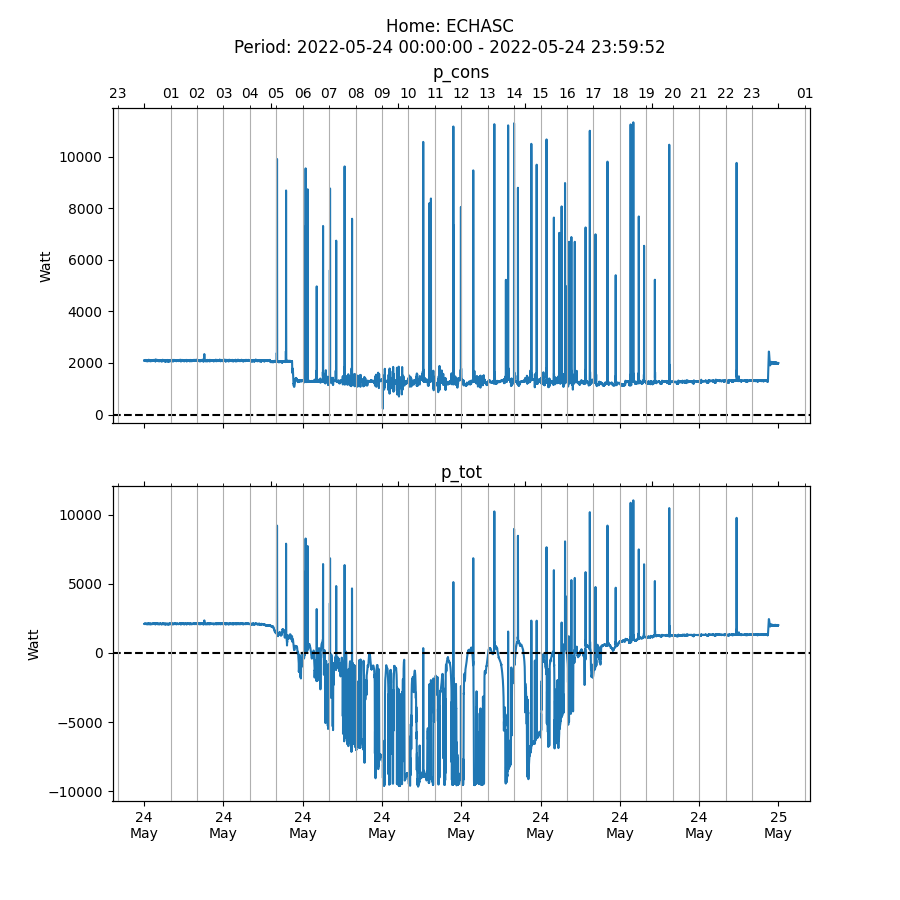 Home: ECHASC
Period: 2022-05-24 00:00:00 - 2022-05-24 23:59:52
p_cons
23 01 02 03 04 05 06 07 08 09 10 11 12 13 14 15 16 17 18 19 20 21 22 23 01
10000
8000
6000
4000
2000
0
Watt
p_tot
10000
5000
0
−5000
−10000
Watt
24 24 24 24 24 24 24 24 25
May May May May May May May May May